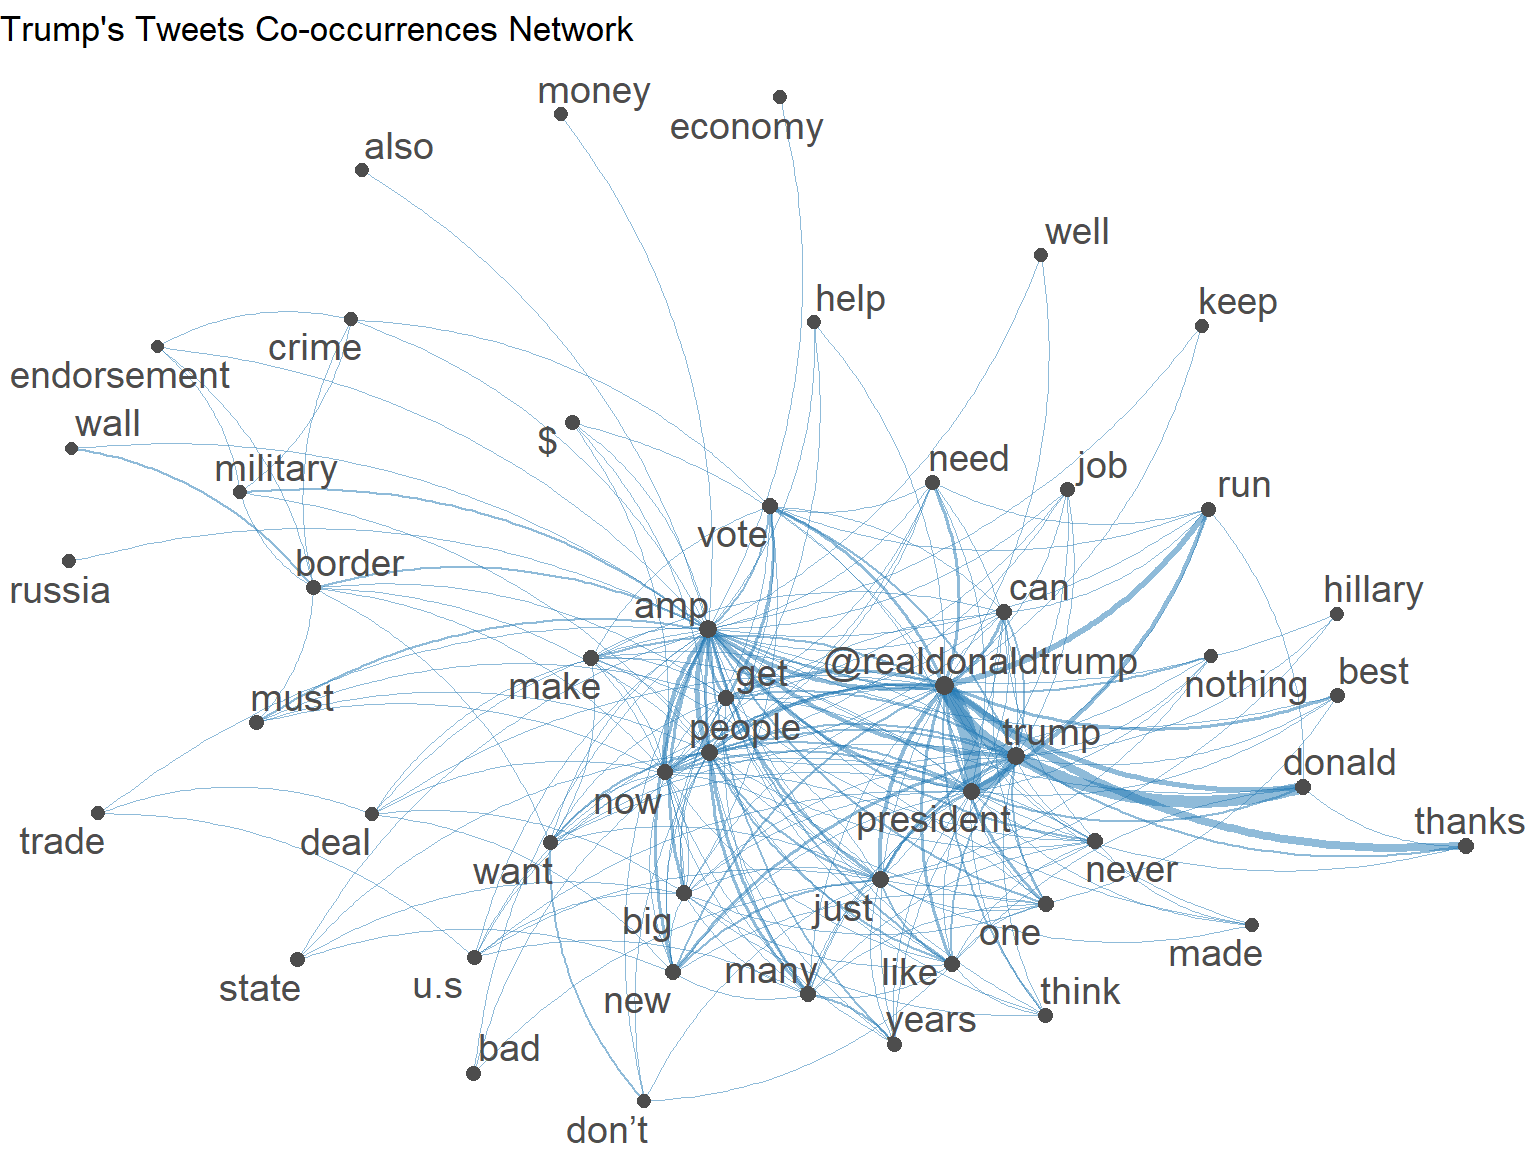 Trump's Tweets Co-occurrences Network
money
economy
also
well
help
keep
crime
endorsement
wall
$
military
need
job
run
vote
border
russia
can
hillary
amp
@realdonaldtrump
get
best
make
nothing
must
people
trump
donald
now
president
thanks
trade
deal
want
never
just
big
one
made
many
like
state
u.s
new
think
years
bad
don’t